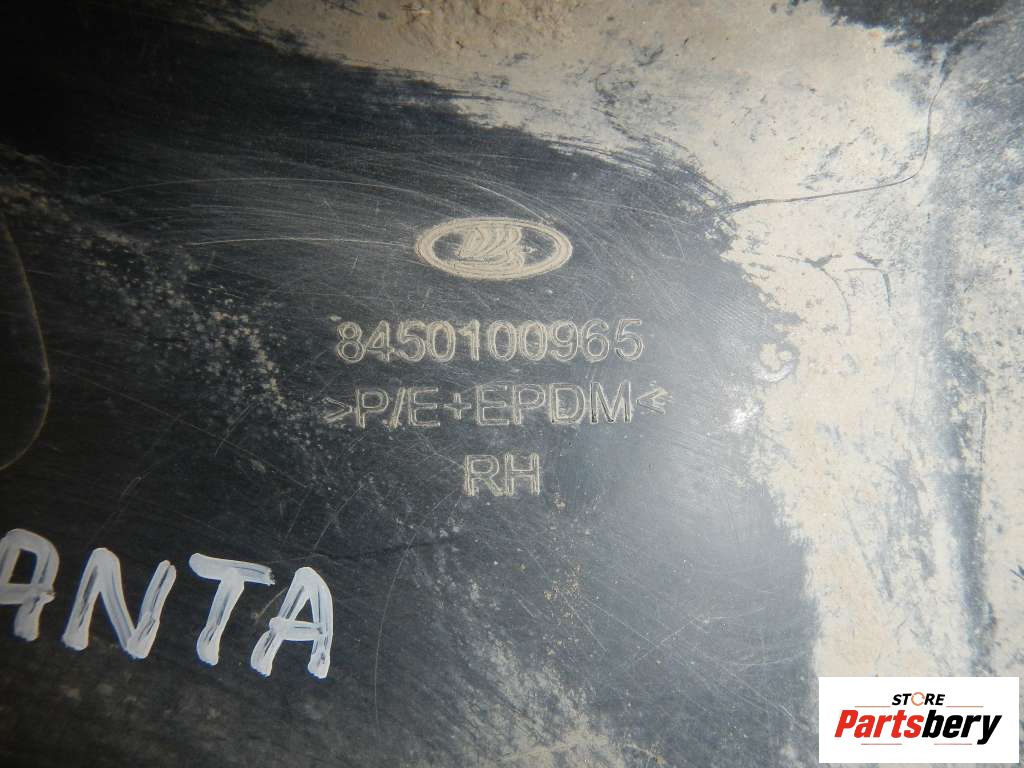 8450100965
>P/E+EPDM<
RH
ANTA
STORE
Partsbery